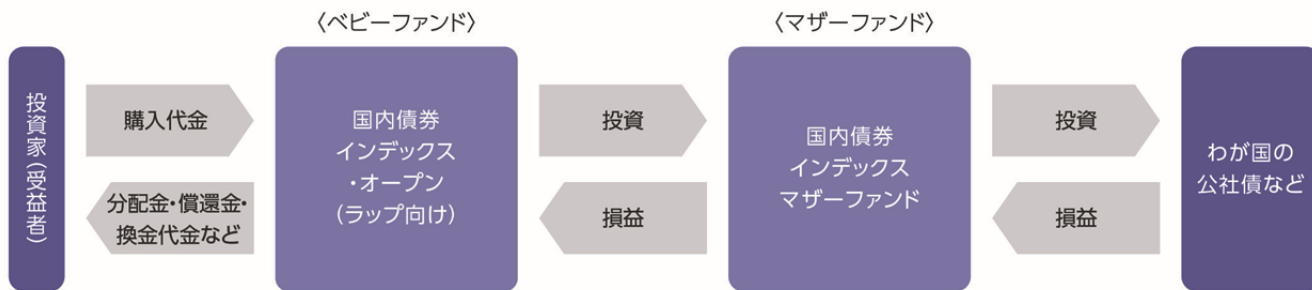 〈ベビーファンド〉
〈マザーファンド〉
投資家(受益者)
購入代金
分配金・償還金・
換金代金など
国内債券
インデックス
・オープン
(ラップ向け)
投資
損益
国内債券
インデックス
マザーファンド
投資
損益
わが国の
公社債など